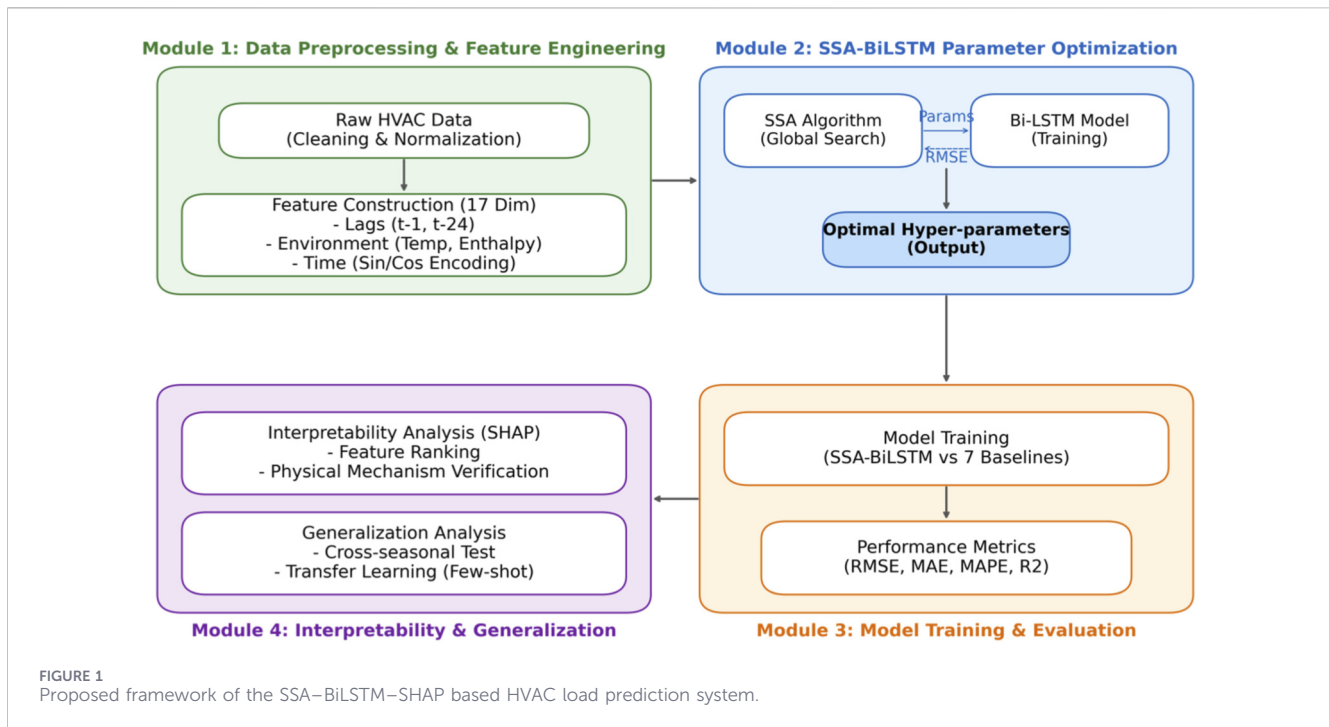 Module 1: Data Preprocessing & Feature Engineering
Raw HVAC Data
(Cleaning & Normalization)
Feature Construction (17 Dim)
- Lags (t-1, t-24)
- Environment (Temp, Enthalpy)
- Time (Sin/Cos Encoding)
Module 2: SSA-BiLSTM Parameter Optimization
SSA Algorithm
(Global Search)
Params
RMSE
Bi-LSTM Model
(Training)
Optimal Hyper-parameters
(Output)
Model Training
(SSA-BiLSTM vs 7 Baselines)
Performance Metrics
(RMSE, MAE, MAPE, R2)
Module 3: Model Training & Evaluation
Interpretability Analysis (SHAP)
- Feature Ranking
- Physical Mechanism Verification
Generalization Analysis
- Cross-seasonal Test
- Transfer Learning (Few-shot)
Module 4: Interpretability & Generalization
FIGURE 1
Proposed framework of the SSA–BiLSTM–SHAP based HVAC load prediction system.